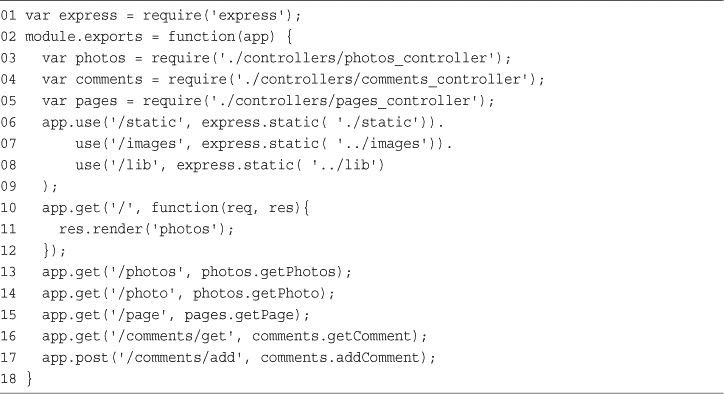 01 var express = require('express');
02 module.exports = function(app) {
03   var photos = require('./controllers/photos_controller');
04   var comments = require('./controllers/comments_controller');
05   var pages = require('./controllers/pages_controller');
06   app.use('/static', express.static( './static')).
07       use('/images', express.static( '../images')).
08       use('/lib', express.static( '../lib')
09   );
10   app.get('/', function(req, res){
11     res.render('photos');
12   });
13   app.get('/photos', photos.getPhotos);
14   app.get('/photo', photos.getPhoto);
15   app.get('/page', pages.getPage);
16   app.get('/comments/get', comments.getComment);
17   app.post('/comments/add', comments.addComment);
18 }